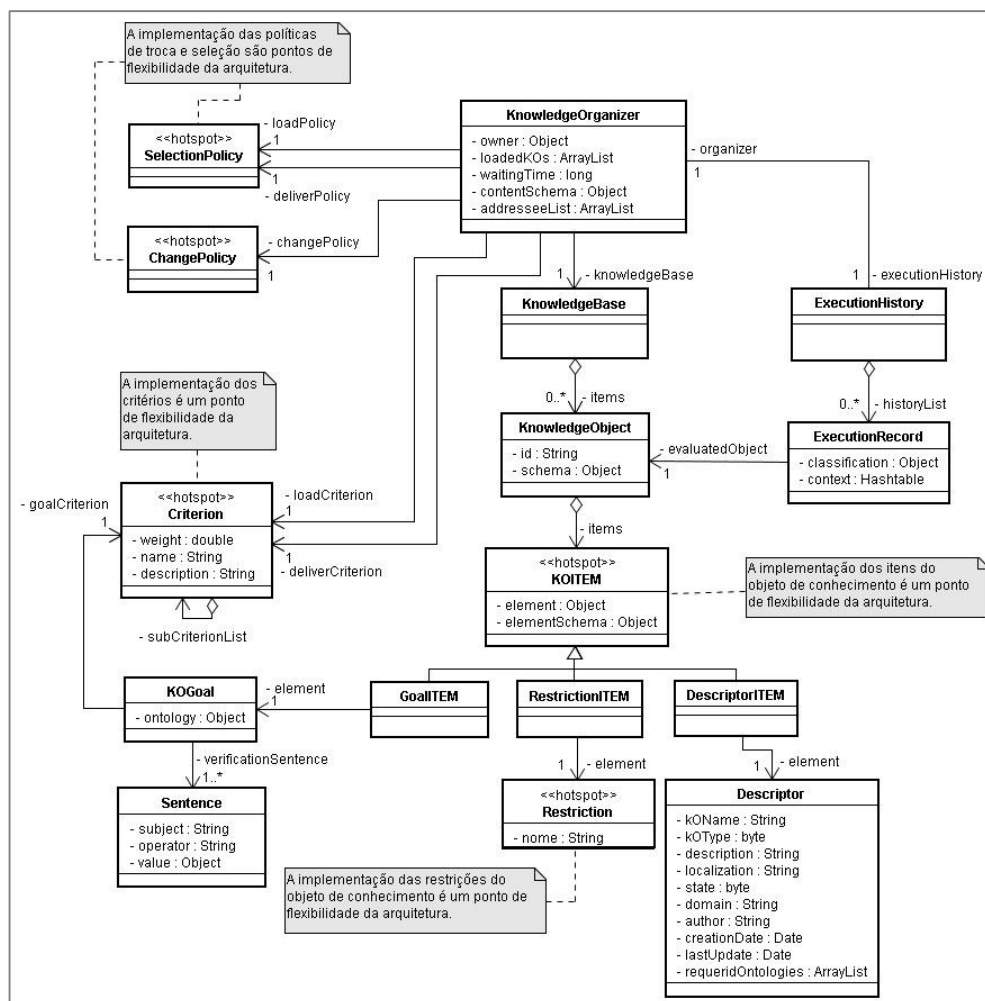 A implementação das políticas
de troca e seleção são pontos de
flexibilidade da arquitetura.
KnowledgeOrganizer
- owner : Object
- loadedKOs : ArrayList
- waitingTime : long
- contentSchema : Object
- addresseeList : ArrayList
<<hotspot>>
SelectionPolicy
- loadPolicy
1
1
- deliverPolicy
- organizer
1
<<hotspot>>
ChangePolicy
- changePolicy
1
1
- knowledgeBase
1
- executionHistory
KnowledgeBase
ExecutionHistory
A implementação dos
critérios é um ponto
de flexibilidade da
arquitetura.
0..*
- items
0..*
- historyList
KnowledgeObject
- id : String
- schema : Object
- evaluatedObject
1
ExecutionRecord
- classification : Object
- context : Hashtable
- goalCriterion
1
<<hotspot>>
Criterion
- weight : double
- name : String
- description : String
- loadCriterion
1
1
- deliverCriterion
- subCriterionList
- items
<<hotspot>>
KOITEM
- element : Object
- elementSchema : Object
A implementação dos itens do
objeto de conhecimento é um ponto
de flexibilidade da arquitetura.
KOGoal
- ontology : Object
- element
1
GoalITEM
RestrictionITEM
DescriptorITEM
- verificationSentence
1..*
1
- element
1
- element
Sentence
- subject : String
- operator : String
- value : Object
<<hotspot>>
Restriction
- nome : String
Descriptor
- kOName : String
- kOType : byte
- description : String
- localization : String
- state : byte
- domain : String
- author : String
- creationDate : Date
- lastUpdate : Date
- requeridOntologies : ArrayList
A implementação das restrições do
objeto de conhecimento é um ponto de
flexibilidade da arquitetura.